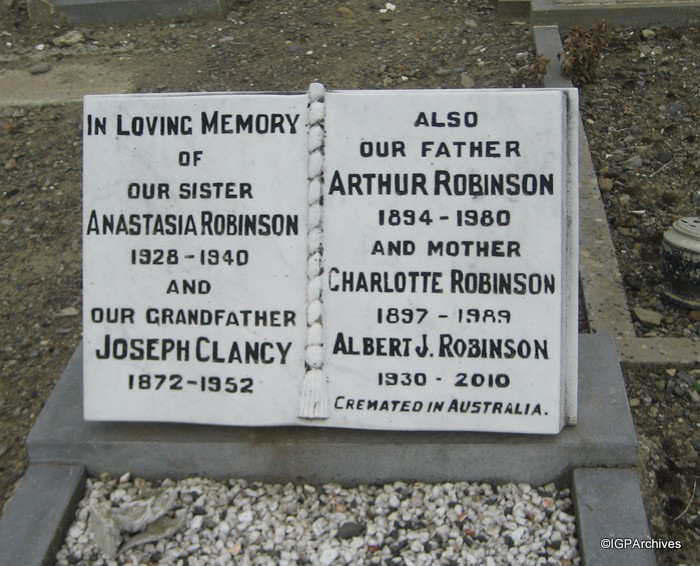 In Loving Memory
OF
OUR SISTER
Anastasia Robinson
1928 - 1940
AND
OUR GRANDFATHER
Joseph Clancy
1872 - 1952
ALSO
OUR FATHER
Arthur Robinson
1894 - 1980
AND MOTHER
Charlotte Robinson
1897 - 1989
Albert J. Robinson
1930 - 2010
Cremated in Australia.
©IGPArchives